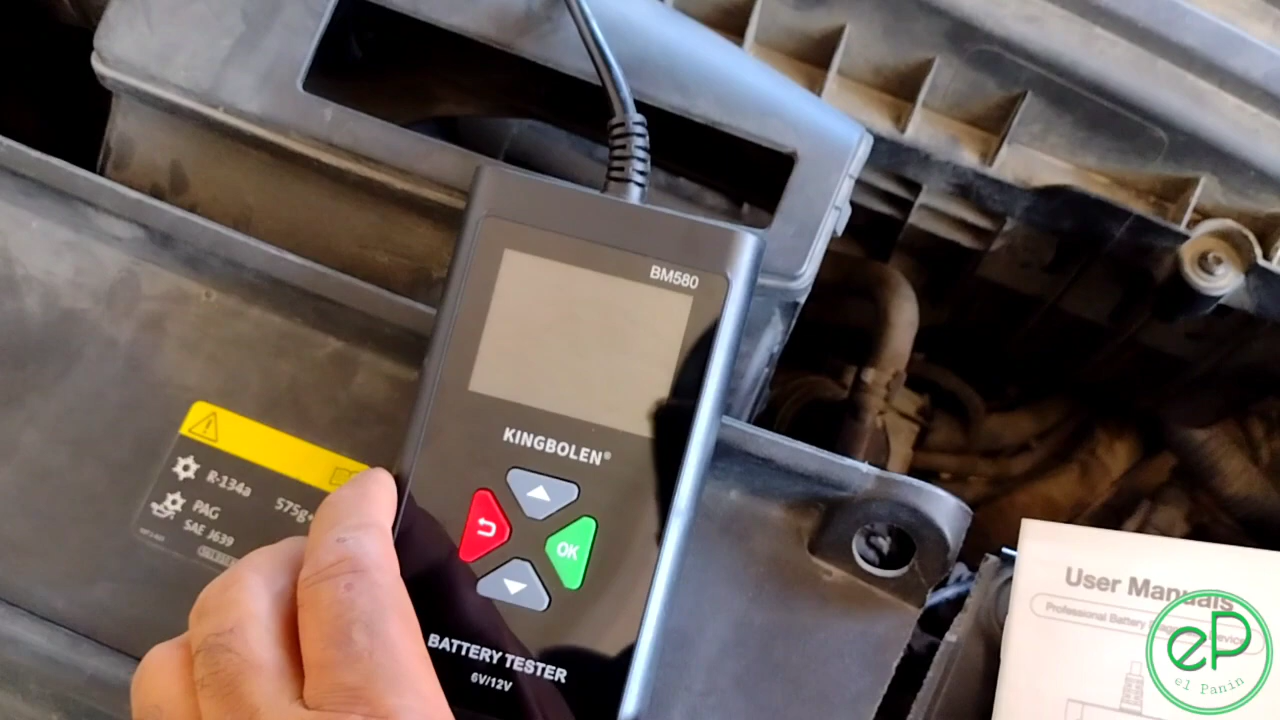 BM580
KINGBOLEN®
OK
BATTERY TESTER
6V/12V
R-134a 575g
PAG
SAE J639
User Manuals
Professional Battery
eP
el Panin